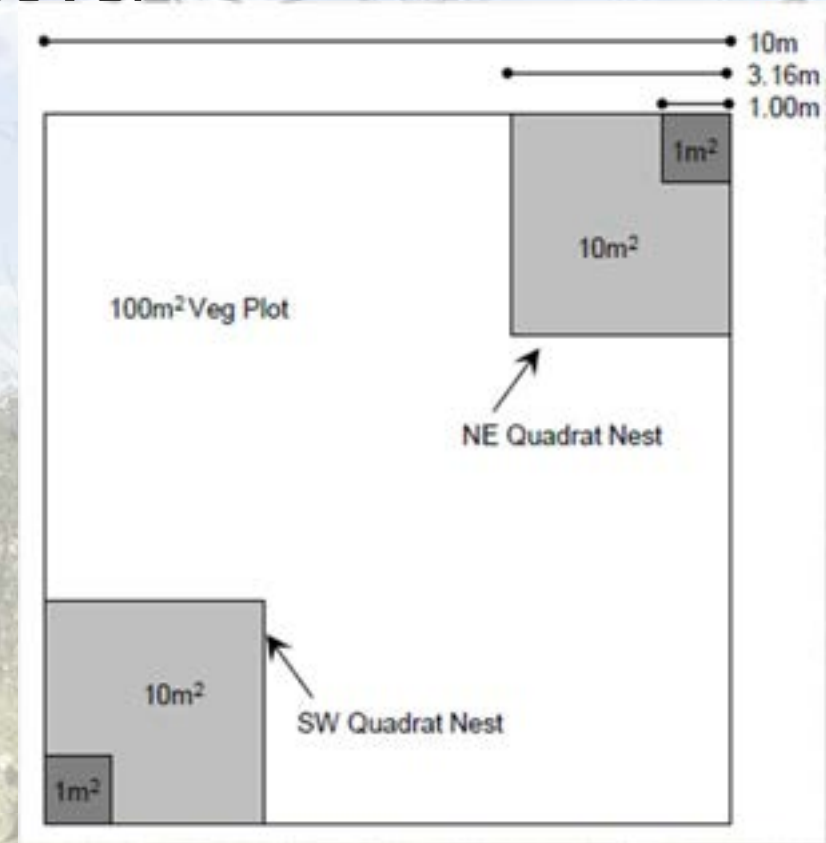 10m
3.16m
1.00m
1m²
10m²
100m² Veg Plot
NE Quadrat Nest
10m²
SW Quadrat Nest
1m²